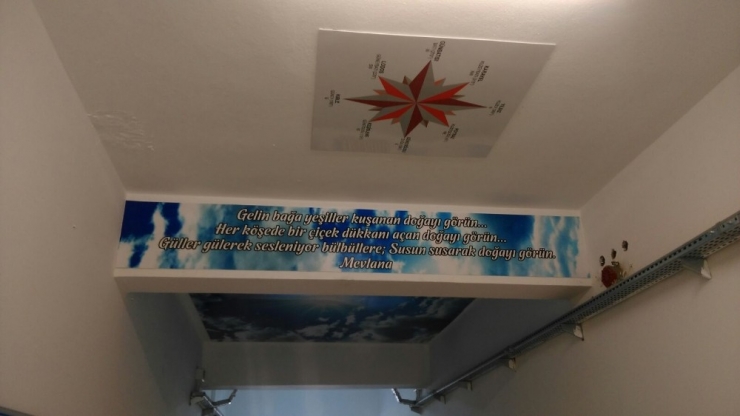 Gelin bağa yeşiller kuşanan doğayı görün...
Her köşede bir çiçek dükkanı açan doğayı görün...
Güller gülerek sesleniyor bülbüllere; Susun susarak doğayı görün.
Mevlana